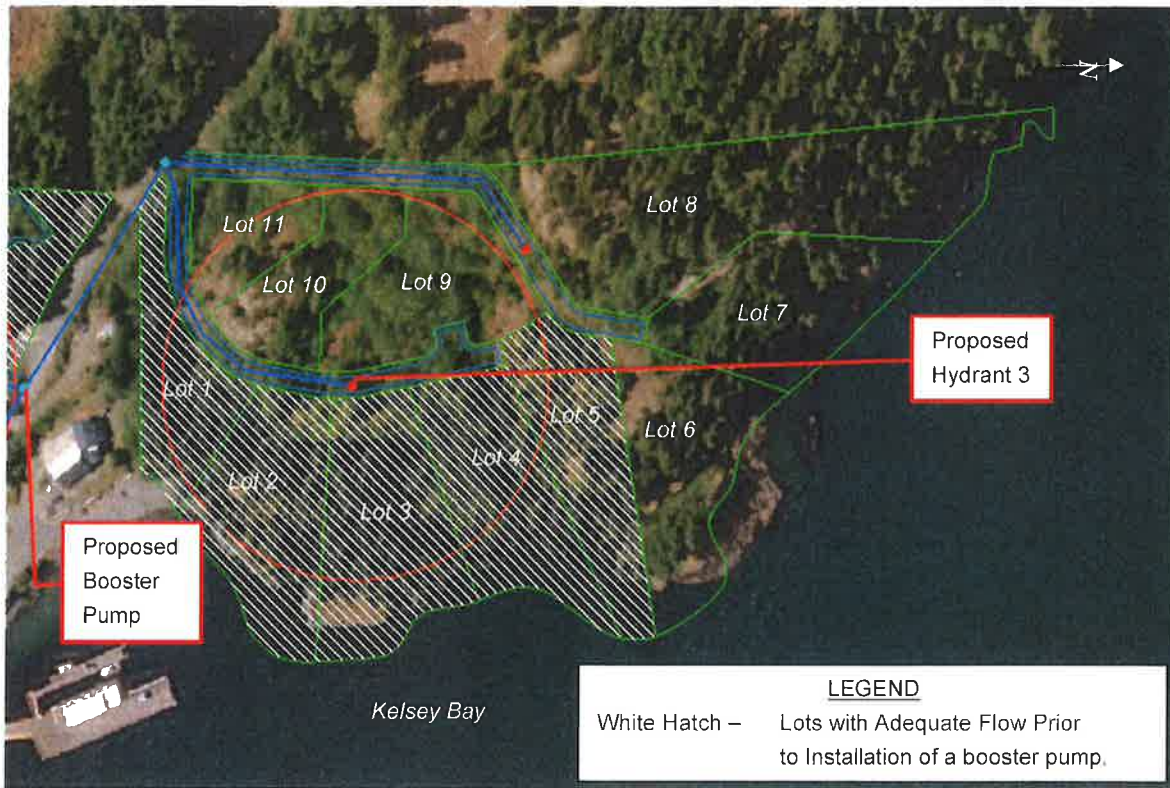 N
Lot 8
Lot 11
Lot 10
Lot 9
Lot 7
Proposed
Hydrant 3
Lot 1
Lot 5
Lot 6
Lot 4
Lot 2
Lot 3
Proposed
Booster
Pump
Kelsey Bay
LEGEND
White Hatch – Lots with Adequate Flow Prior
to Installation of a booster pump.